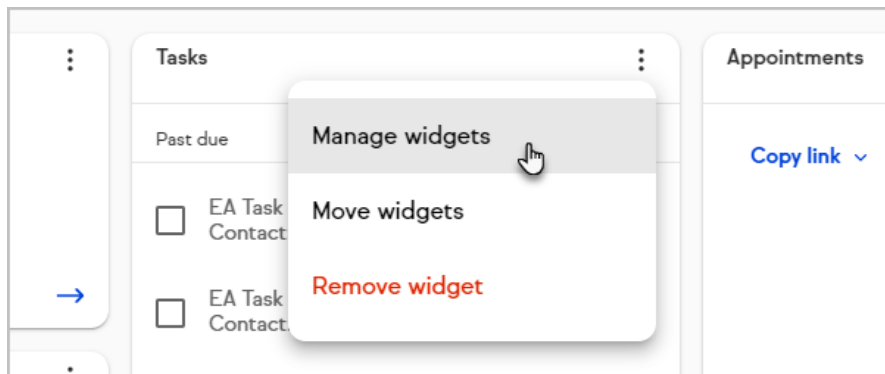 Tasks
Appointments
Past due
Manage widgets
Copy link
EA Task
Contact
Move widgets
EA Task
Contact.
Remove widget